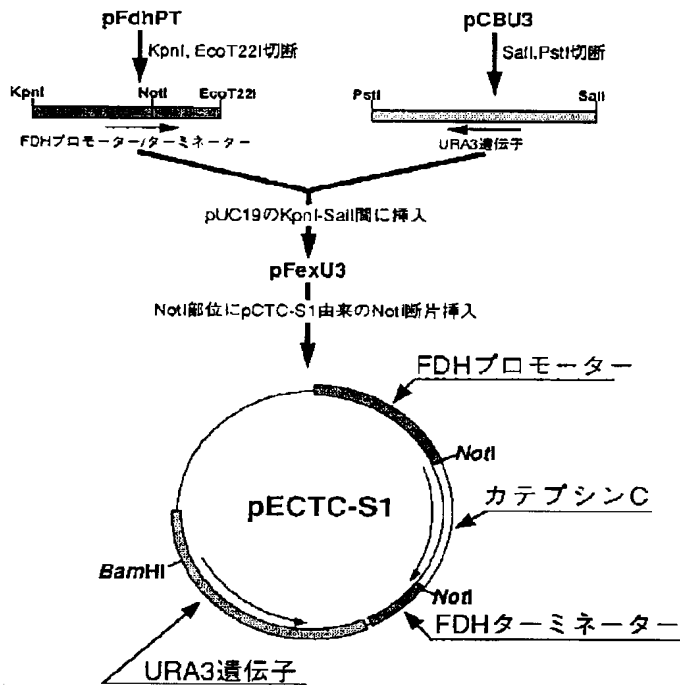 pFdhPT
pCBU3
KpnI, EcoT22I切断
SalI, PstI切断
KpnI
NotI
EcoT22I
PstI
SalI
FDHプロモーター/ターミネーター
URA3遺伝子
pUC19のKpnI-SalI間に挿入
pFexU3
NotI部位にpCTC-S1由来のNotI断片挿入
FDHプロモーター
NotI
カテプシンC
pECTC-S1
BamHI
NotI
FDHターミネーター
URA3遺伝子